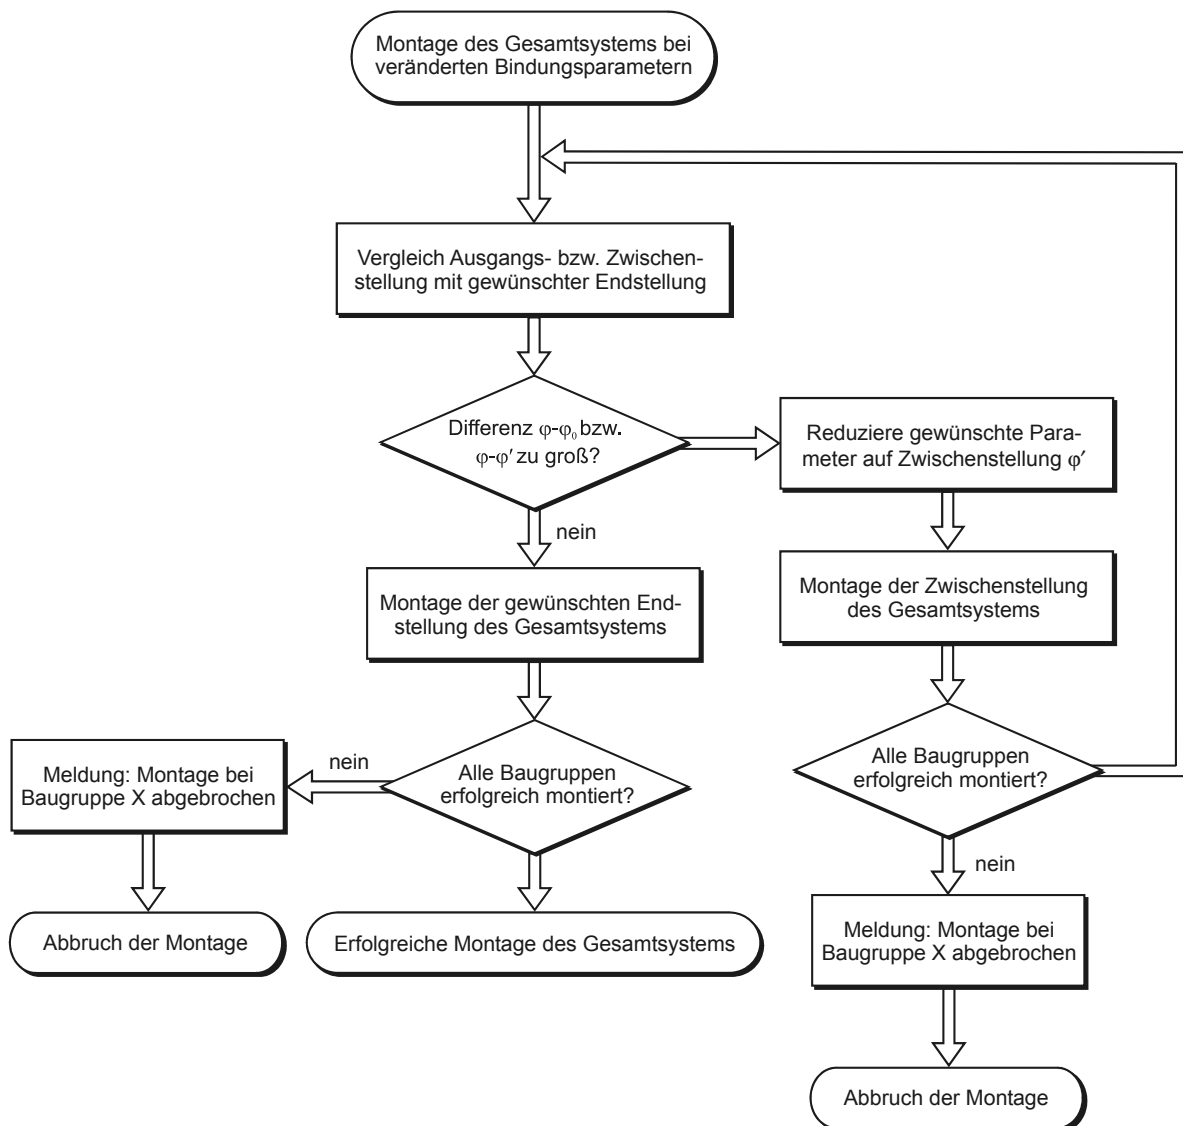 Montage des Gesamtsystems bei
veränderten Bindungsparametern
Vergleich Ausgangs- bzw. Zwischen-
stellung mit gewünschter Endstellung
Differenz φ-φ₀ bzw.
φ-φ′ zu groß?
Reduziere gewünschte Para-
meter auf Zwischenstellung φ′
nein
Montage der gewünschten End-
stellung des Gesamtsystems
Montage der Zwischenstellung
des Gesamtsystems
nein
Alle Baugruppen
erfolgreich montiert?
Meldung: Montage bei
Baugruppe X abgebrochen
Alle Baugruppen
erfolgreich montiert?
nein
Abbruch der Montage
Erfolgreiche Montage des Gesamtsystems
Meldung: Montage bei
Baugruppe X abgebrochen
Abbruch der Montage